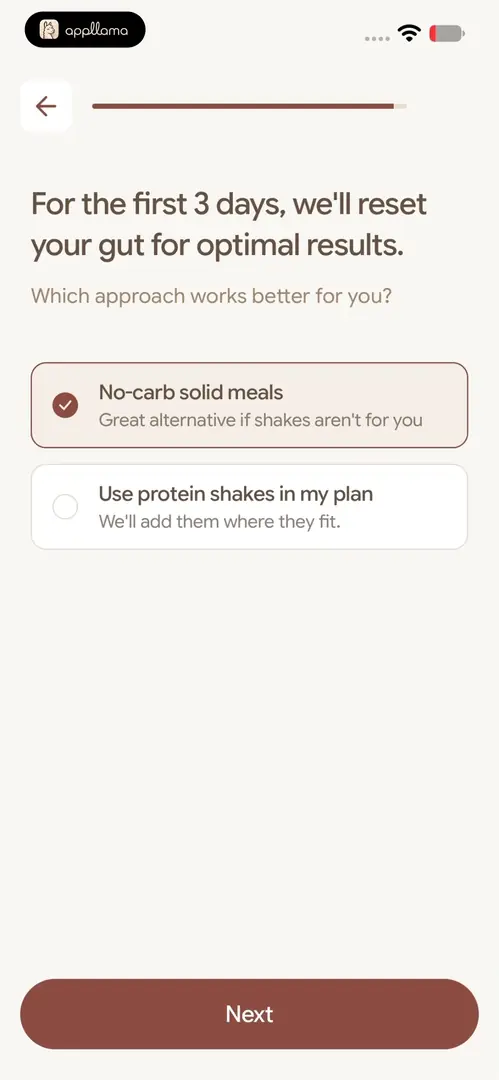 appllama
For the first 3 days, we'll reset
your gut for optimal results.
Which approach works better for you?
No-carb solid meals
Great alternative if shakes aren't for you
Use protein shakes in my plan
We'll add them where they fit.
Next